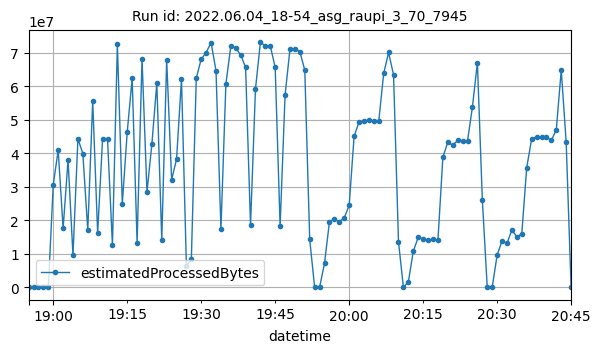 Run id: 2022.06.04_18-54_asg_raupi_3_70_7945
1e7
7
6
5
4
3
2
1
0
estimatedProcessedBytes
19:00 19:15 19:30 19:45 20:00 20:15 20:30 20:45
datetime